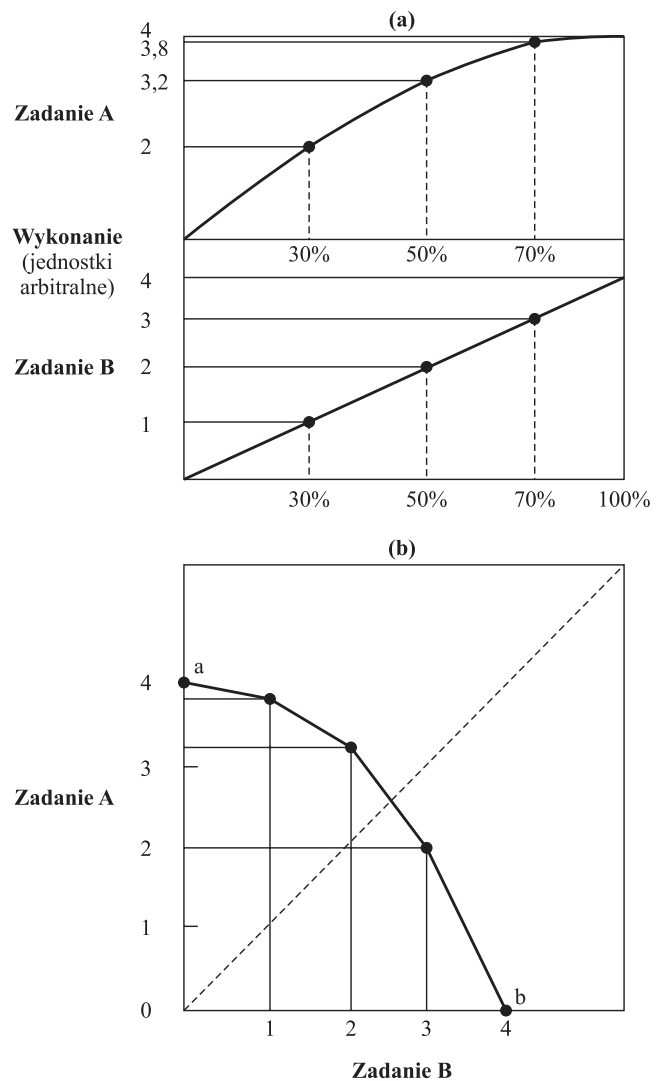 (a)
4
3,8
3,2
Zadanie A
2
Wykonanie
(jednostki
arbitralne)
30% 50% 70%
4
3
Zadanie B
2
1
30% 50% 70% 100%
(b)
a
4
3
Zadanie A
2
1
0
b
1 2 3 4
Zadanie B